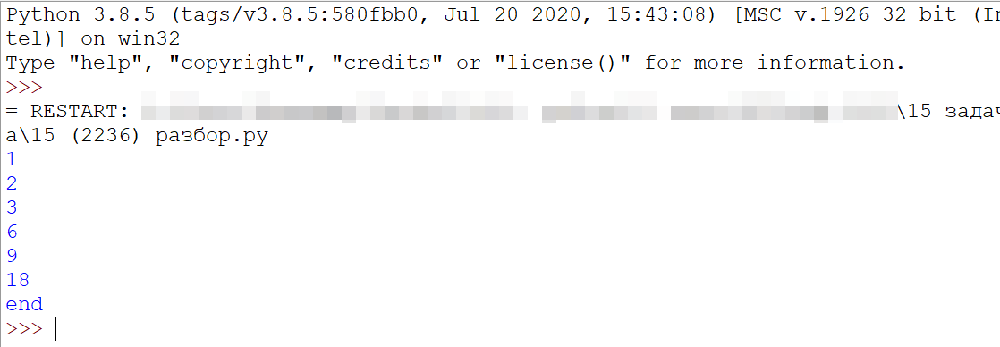 Python 3.8.5 (tags/v3.8.5:580fbb0, Jul 20 2020, 15:43:08) [MSC v.1926 32 bit (In
tel)] on win32
Type "help", "copyright", "credits" or "license()" for more information.
>>>
= RESTART: \15 задач
а\15 (2236) разбор.py
1
2
3
6
9
18
end
>>>